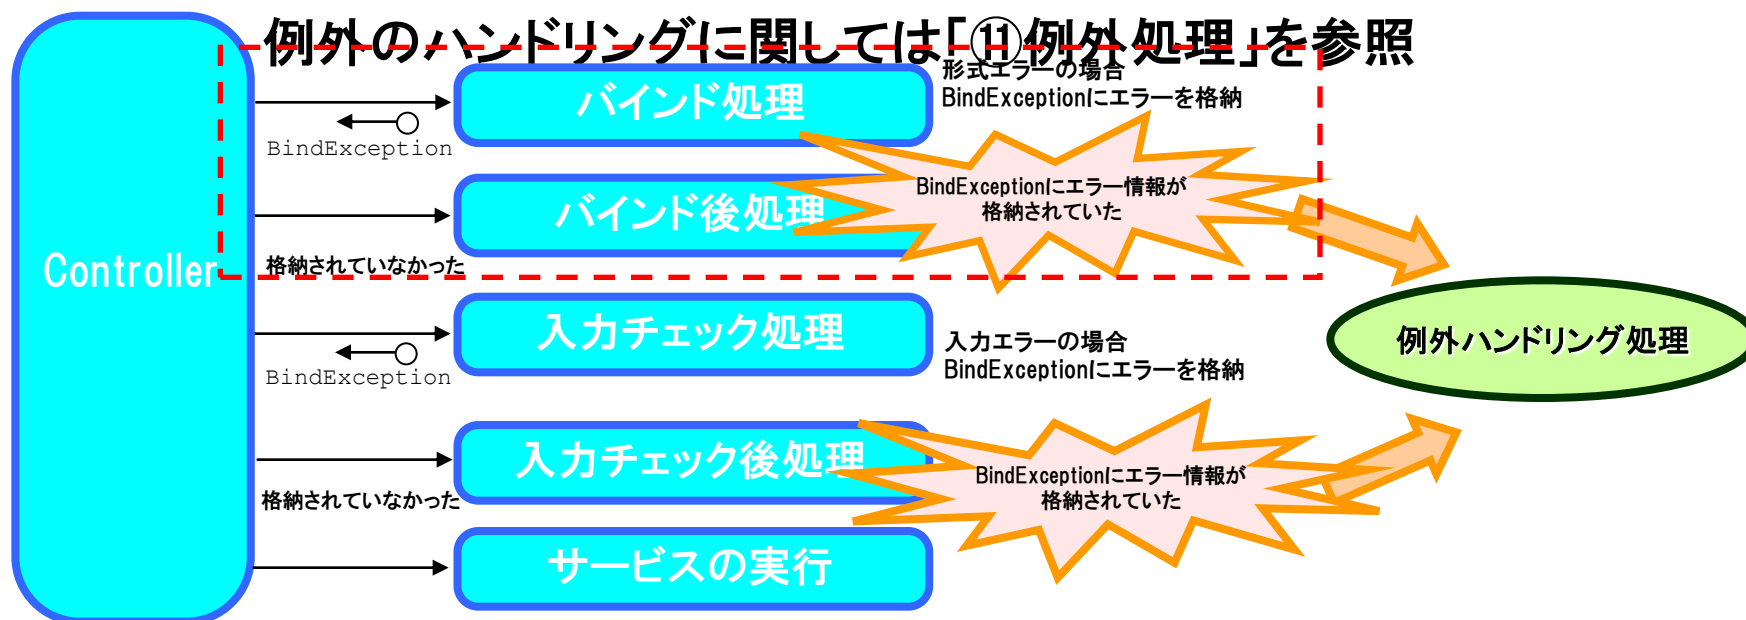 例外のハンドリングに関しては「⑪例外処理」を参照
Controller
バインド処理
形式エラーの場合
BindExceptionにエラーを格納
BindException
バインド後処理
BindExceptionにエラー情報が
格納されていた
格納されていなかった
入力チェック処理
入力エラーの場合
BindExceptionにエラーを格納
BindException
例外ハンドリング処理
入力チェック後処理
BindExceptionにエラー情報が
格納されていた
格納されていなかった
サービスの実行